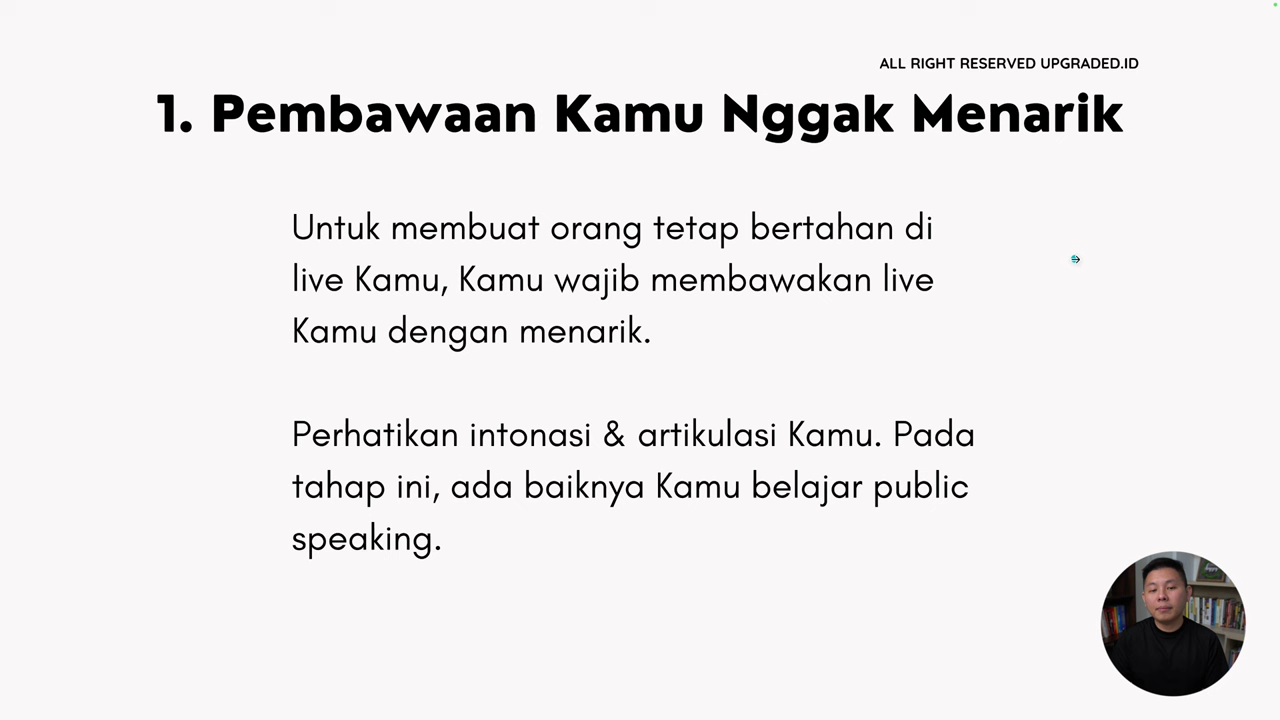 ALL RIGHT RESERVED UPGRADED.ID
1. Pembawaan Kamu Nggak Menarik
Untuk membuat orang tetap bertahan di
live Kamu, Kamu wajib membawakan live
Kamu dengan menarik.
Perhatikan intonasi & artikulasi Kamu. Pada
tahap ini, ada baiknya Kamu belajar public
speaking.